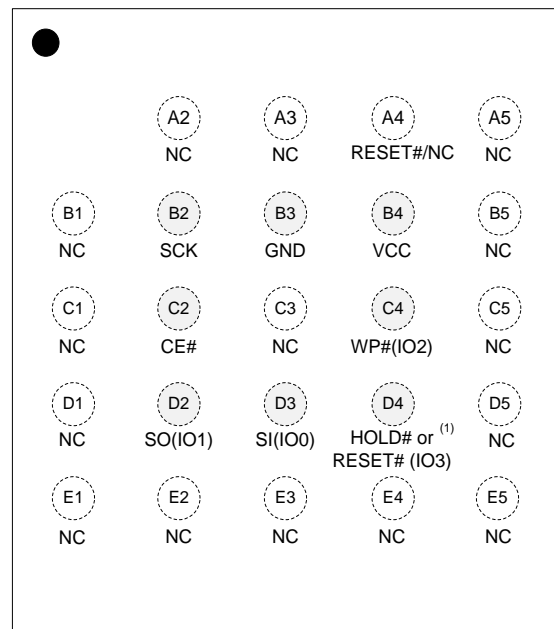 A2 A3 A4 A5
NC NC RESET#/NC NC
B1 B2 B3 B4 B5
NC SCK GND VCC NC
C1 C2 C3 C4 C5
NC CE# NC WP#(IO2) NC
D1 D2 D3 D4 D5
NC SO(IO1) SI(IO0) HOLD# or (1) NC
RESET# (IO3)
E1 E2 E3 E4 E5
NC NC NC NC NC